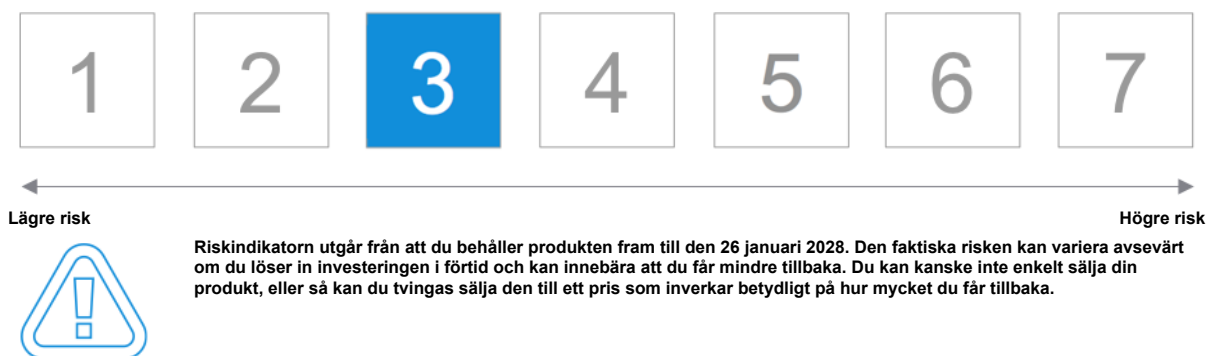 1 2 3 4 5 6 7
Lägre risk Högre risk
Riskindikatorn utgår från att du behåller produkten fram till den 26 januari 2028. Den faktiska risken kan variera avsevärt
om du löser in investeringen i förtid och kan innebära att du får mindre tillbaka. Du kan kanske inte enkelt sälja din
produkt, eller så kan du tvingas sälja den till ett pris som inverkar betydligt på hur mycket du får tillbaka.